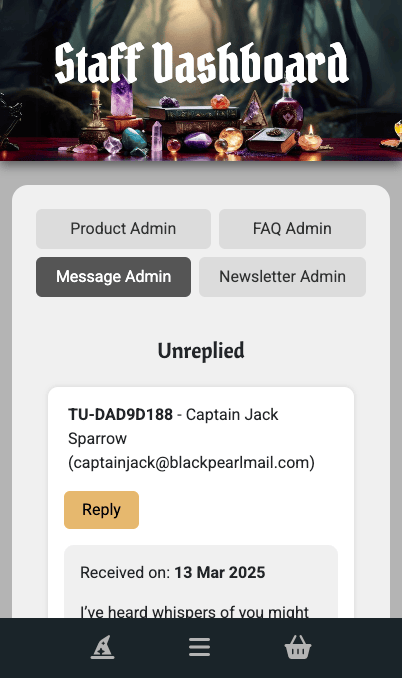 Staff Dashboard
Product Admin
FAQ Admin
Message Admin
Newsletter Admin
Unreplied
TU-DAD9D188 - Captain Jack
Sparrow
(captainjack@blackpearlmail.com)
Reply
Received on: 13 Mar 2025
I’ve heard whispers of you might